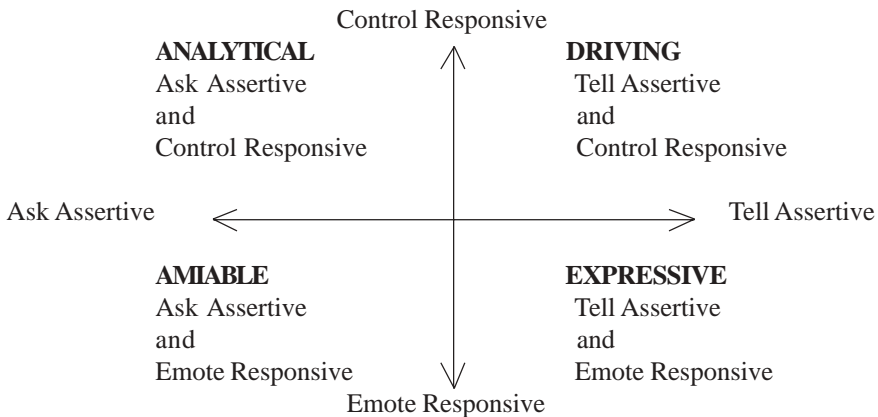 Control Responsive
ANALYTICAL
Ask Assertive
and
Control Responsive
DRIVING
Tell Assertive
and
Control Responsive
Ask Assertive
Tell Assertive
AMIABLE
Ask Assertive
and
Emote Responsive
EXPRESSIVE
Tell Assertive
and
Emote Responsive
Emote Responsive